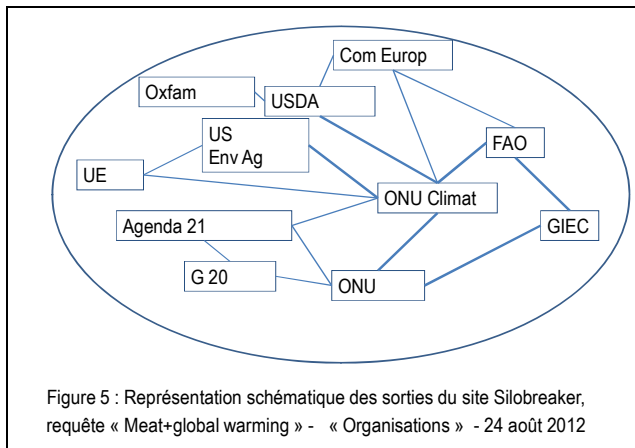 Com Europ
Oxfam
USDA
US
Env Ag
FAO
UE
ONU Climat
Agenda 21
GIEC
G 20
ONU
Figure 5 : Représentation schématique des sorties du site Silobreaker,
requête « Meat+global warming » -   « Organisations »  - 24 août 2012